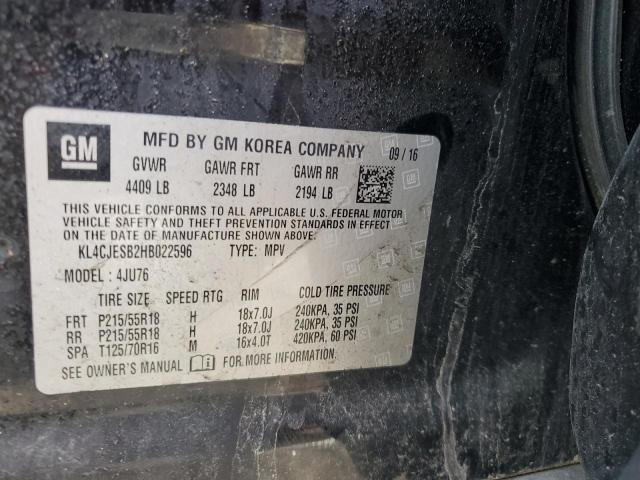 GM
MFD BY GM KOREA COMPANY 09/16
GVWR GAWR FRT GAWR RR
4409 LB 2348 LB 2194 LB
THIS VEHICLE CONFORMS TO ALL APPLICABLE U.S. FEDERAL MOTOR
VEHICLE SAFETY AND THEFT PREVENTION STANDARDS IN EFFECT ON
THE DATE OF MANUFACTURE SHOWN ABOVE.
KL4CJESB2HB022596 TYPE: MPV
MODEL: 4JU76
TIRE SIZE SPEED RTG RIM COLD TIRE PRESSURE
FRT P215/55R18 H 18x7.0J 240KPA, 35 PSI
RR P215/55R18 H 18x7.0J 240KPA, 35 PSI
SPA T125/70R16 M 16x4.0T 420KPA, 60 PSI
SEE OWNER'S MANUAL FOR MORE INFORMATION.